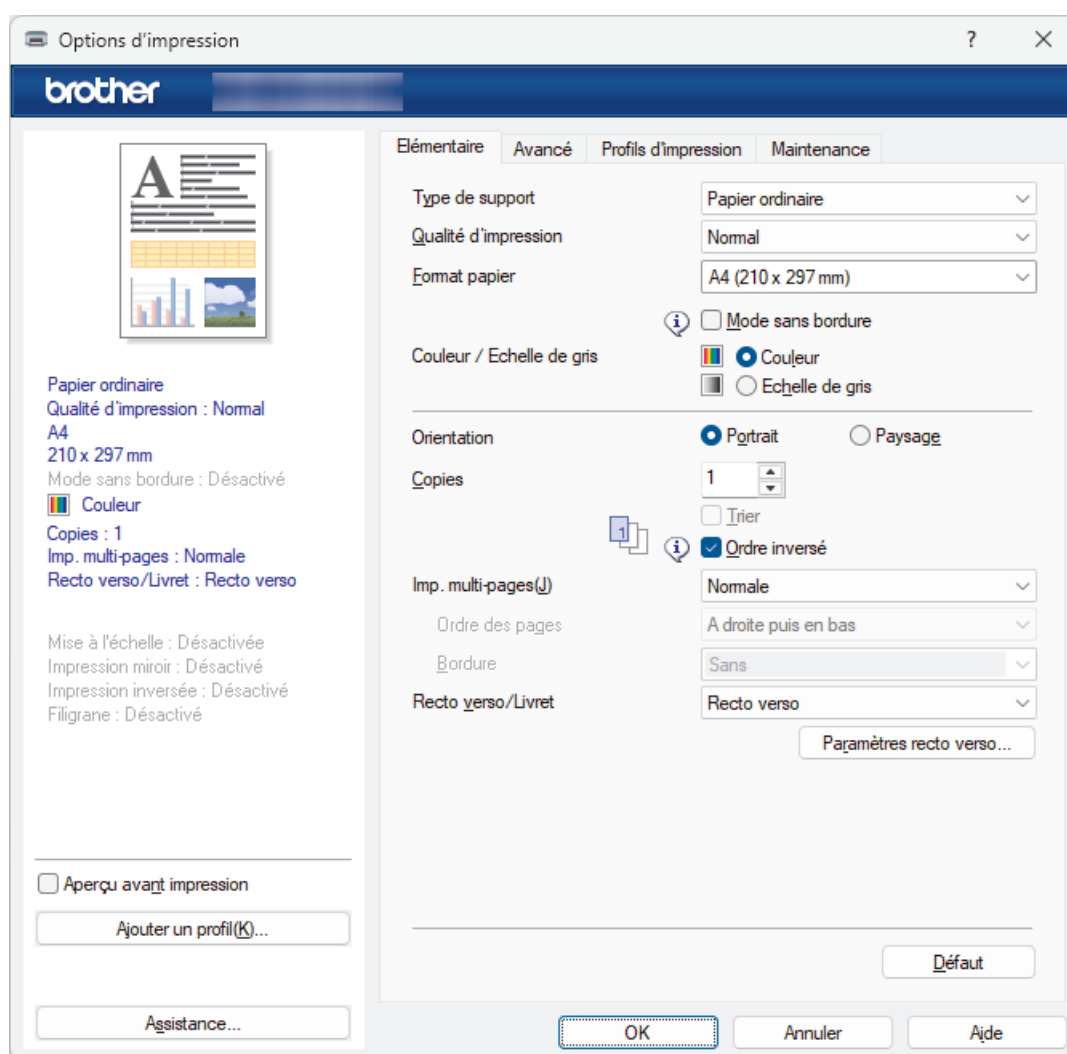 Options d'impression
?
brother
A
Papier ordinaire
Qualité d'impression : Normal
A4
210 x 297 mm
Mode sans bordure : Désactivé
Couleur
Copies : 1
Imp. multi-pages : Normale
Recto verso/Livret : Recto verso
Mise à l'échelle : Désactivée
Impression miroir : Désactivé
Impression inversée : Désactivé
Filigrane : Désactivé
Aperçu avant impression
Ajouter un profil(K)...
Assistance...
Elémentaire Avancé Profils d'impression Maintenance
Type de support Papier ordinaire
Qualité d'impression Normal
Format papier A4 (210 x 297 mm)
i Mode sans bordure
Couleur / Echelle de gris Couleur
Echelle de gris
Orientation Portrait Paysage
Copies 1
Trier
1 i Ordre inversé
Imp. multi-pages(J) Normale
Ordre des pages A droite puis en bas
Bordure Sans
Recto verso/Livret Recto verso
Paramètres recto verso...
Défaut
OK Annuler Aide